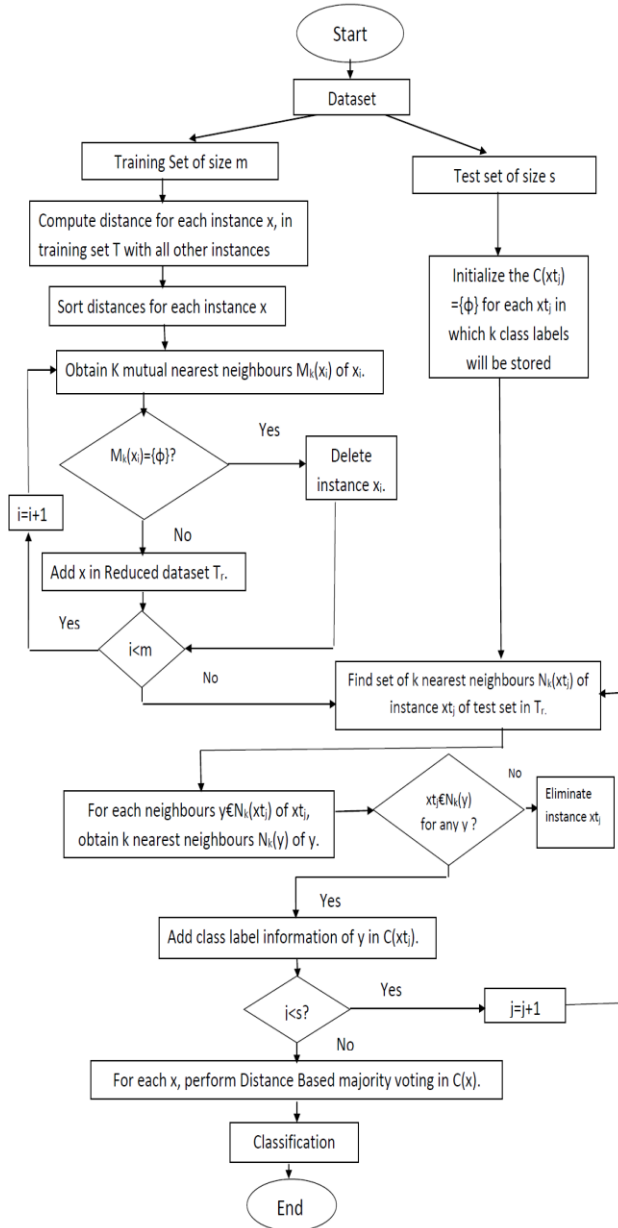 Start
Dataset
Training Set of size m
Test set of size s
Compute distance for each instance x, in
training set T with all other instances
Initialize the C(xtⱼ)
={ϕ} for each xtⱼ in
which k class labels
will be stored
Sort distances for each instance x
Obtain K mutual nearest neighbours Mₖ(xᵢ) of xᵢ.
Mₖ(xᵢ)={ϕ}?
Yes
Delete
instance xᵢ.
i=i+1
No
Add x in Reduced dataset Tᵣ.
Yes
i<m
No
Find set of k nearest neighbours Nₖ(xtⱼ) of
instance xtⱼ of test set in Tᵣ.
For each neighbours y€Nₖ(xtⱼ) of xtⱼ,
obtain k nearest neighbours Nₖ(y) of y.
xtⱼ€Nₖ(y)
for any y ?
No
Eliminate
instance xtⱼ
Yes
Add class label information of y in C(xtⱼ).
j<s?
Yes
j=j+1
No
For each x, perform Distance Based majority voting in C(x).
Classification
End